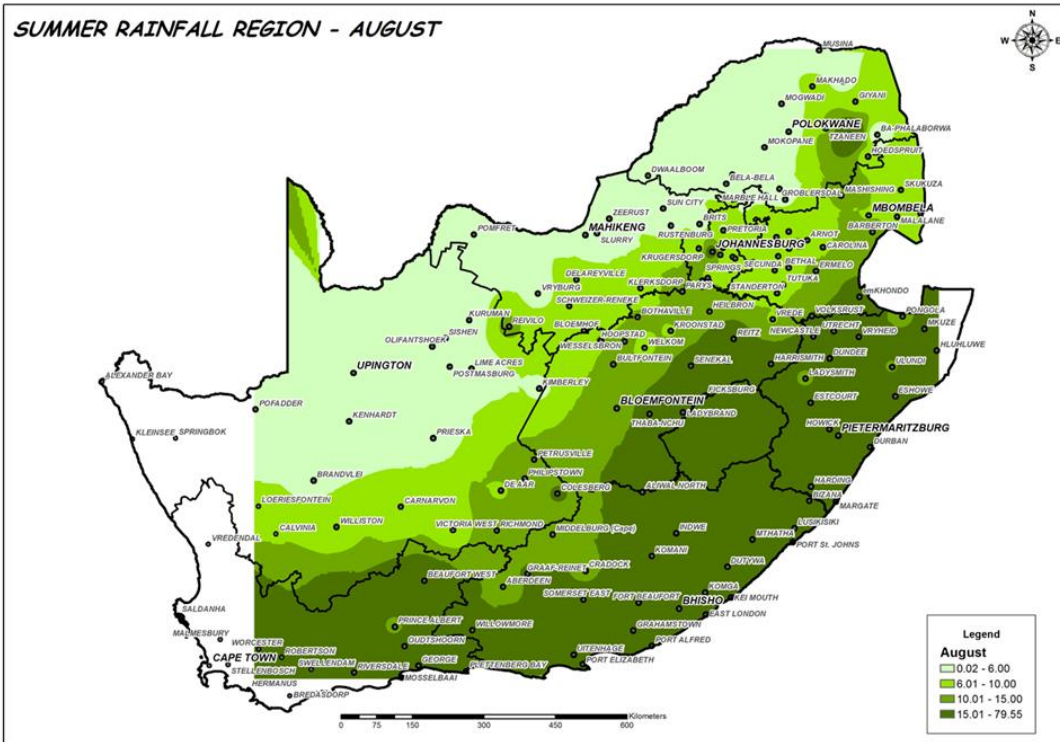 SUMMER RAINFALL REGION - AUGUST
N
W E
S
MUSINA
MAKHADO
MOGWADI
GIYANI
POLOKWANE
TZANEEN
BA-PHALABORWA
MOKOPANE
HOEDSPRUIT
DWAALBOOM
BELA-BELA
GROBLERSDAL
MASHISHING
SKUKUZA
MARBLE HALL
SUN CITY
MBOMBELA
ZEERUST
BRITS
MALALANE
POMFRET
MAHIKENG
RUSTENBURG
PRETORIA
ARNOT
BARBERTON
SLURRY
JOHANNESBURG
CAROLINA
KRUGERSDORP
SPRINGS
SECUNDA
BETHAL
ERMELO
DELAREYVILLE
TUTUKA
KLERKSDORP
PARYS
STANDERTON
VRYBURG
emKHONDO
SCHWEIZER-RENEKE
HEILBRON
BOTHAVILLE
VREDE
VOLKSRUST
PONGOLA
KURUMAN
REIVILO
BLOEMHOF
KROONSTAD
NEWCASTLE
UTRECHT
VRYHEID
MKUZE
SISHEN
HOOPSTAD
REITZ
OLIFANTSHOEK
WESSELSBRON
WELKOM
DUNDEE
HLUHLUWE
LIME ACRES
BULTFONTEIN
SENEKAL
HARRISMITH
ULUNDI
UPINGTON
POSTMASBURG
LADYSMITH
ALEXANDER BAY
KIMBERLEY
FICKSBURG
ESTCOURT
ESHOWE
POFADDER
BLOEMFONTEIN
LADYBRAND
KENHARDT
THABA-NCHU
HOWICK
PIETERMARITZBURG
KLEINSEE
SPRINGBOK
PRIESKA
DURBAN
PETRUSVILLE
BRANDVLEI
PHILIPSTOWN
DE AAR
COLESBERG
ALIWAL NORTH
HARDING
BIZANA
LOERIESFONTEIN
CARNARVON
MARGATE
CALVINIA
WILLISTON
VICTORIA WEST
RICHMOND
MIDDELBURG (Cape)
INDWE
LUSIKISIKI
VREDENDAL
MTHATHA
PORT St. JOHNS
KOMANI
BEAUFORT WEST
GRAAF-REINET
CRADOCK
DUTYWA
ABERDEEN
SOMERSET EAST
FORT BEAUFORT
KOMGA
SALDANHA
BHISHO
KEI MOUTH
PRINCE ALBERT
EAST LONDON
MALMESBURY
WILLOWMORE
GRAHAMSTOWN
WORCESTER
OUDTSHOORN
PORT ALFRED
CAPE TOWN
ROBERTSON
UITENHAGE
SWELLENDAM
RIVERSDALE
GEORGE
PLETZENBERG BAY
PORT ELIZABETH
STELLENBOSCH
MOSSELBAAI
HERMANUS
BREDASDORP
Kilometers
0 75 150 300 450 600
Legend
August
0.02 - 6.00
6.01 - 10.00
10.01 - 15.00
15.01 - 79.55